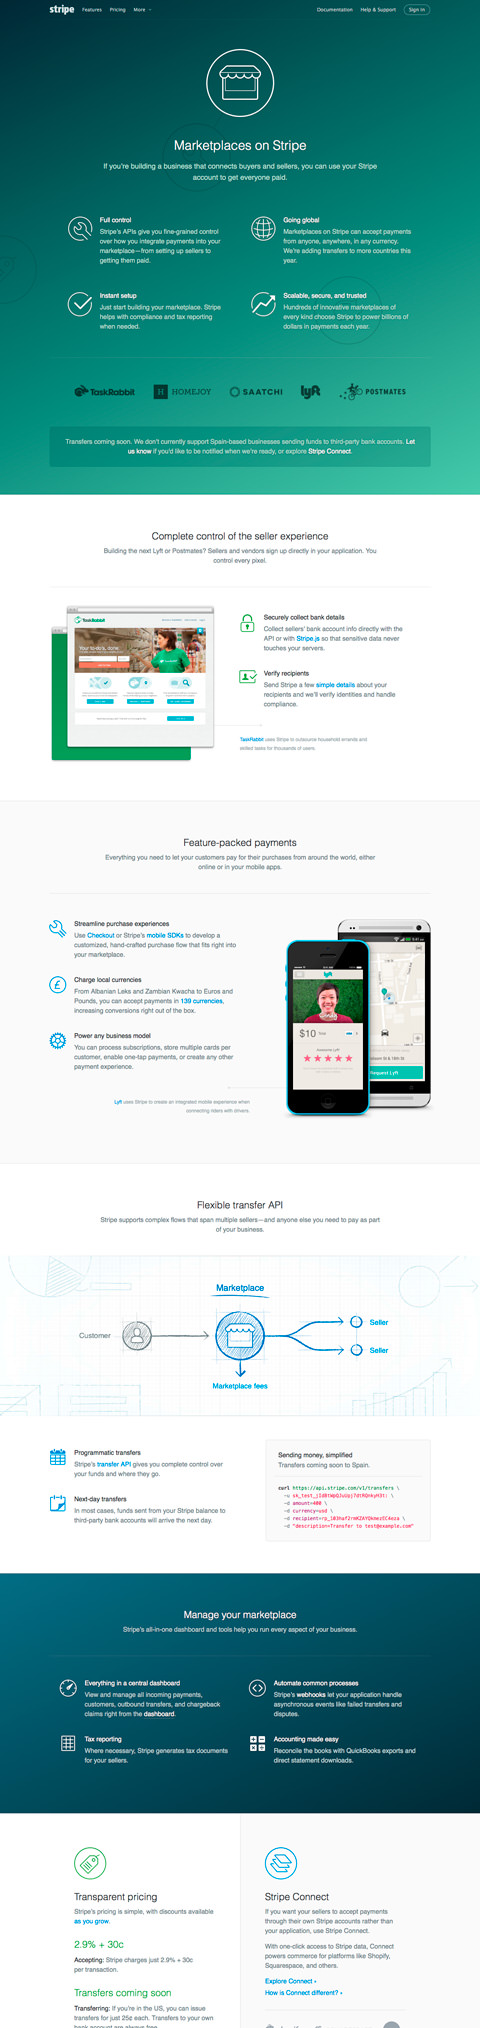 stripe Features Pricing More Documentation Help & Support Sign in
Marketplaces on Stripe
If you're building a business that connects buyers and sellers, you can use your Stripe
account to get everyone paid.
Full control
Stripe's APIs give you fine-grained control
over how you integrate payments into your
marketplace—from setting up sellers to
getting them paid.
Going global
Marketplaces on Stripe can accept payments
from anyone, anywhere, in any currency.
We're adding transfers to more countries this
year.
Instant setup
Just start building your marketplace. Stripe
helps with compliance and tax reporting
when needed.
Scalable, secure, and trusted
Hundreds of innovative marketplaces of
every kind choose Stripe to power billions of
dollars in payments each year.
TaskRabbit HOMEJOY SAATCHI lyft POSTMATES
Transfers coming soon. We don't currently support Spain-based businesses sending funds to third-party bank accounts. Let
us know if you'd like to be notified when we're ready, or explore Stripe Connect.
Complete control of the seller experience
Building the next Lyft or Postmates? Sellers and vendors sign up directly in your application. You
control every pixel.
TaskRabbit
Your to-do's, done.
Securely collect bank details
Collect sellers' bank account info directly with the
API or with Stripe.js so that sensitive data never
touches your servers.
Verify recipients
Send Stripe a few simple details about your
recipients and we'll verify identities and handle
compliance.
TaskRabbit uses Stripe to outsource household errands and
skilled tasks for thousands of users.
Feature-packed payments
Everything you need to let your customers pay for their purchases from around the world, either
online or in your mobile apps.
Streamline purchase experiences
Use Checkout or Stripe's mobile SDKs to develop a
customized, hand-crafted purchase flow that fits right into
your marketplace.
Charge local currencies
From Albanian Leks and Zambian Kwacha to Euros and
Pounds, you can accept payments in 139 currencies,
increasing conversions right out of the box.
Power any business model
You can process subscriptions, store multiple cards per
customer, enable one-tap payments, or create any other
payment experience.
lyft
$10 Total
Awesome Lyft!
Request Lyft
Lyft uses Stripe to create an integrated mobile experience when
connecting riders with drivers.
Flexible transfer API
Stripe supports complex flows that span multiple sellers—and anyone else you need to pay as part
of your business.
Marketplace
Customer
Seller
Seller
Marketplace fees
Programmatic transfers
Stripe's transfer API gives you complete control over
your funds and where they go.
Next-day transfers
In most cases, funds sent from your Stripe balance to
third-party bank accounts will arrive the next day.
Sending money, simplified
Transfers coming soon to Spain.
curl https://api.stripe.com/v1/transfers \
-d amount=400 \
-d currency=usd \
-d "description=Transfer to test@example.com"
Manage your marketplace
Stripe's all-in-one dashboard and tools help you run every aspect of your business.
Everything in a central dashboard
View and manage all incoming payments,
customers, outbound transfers, and chargeback
claims right from the dashboard.
Automate common processes
Stripe's webhooks let your application handle
asynchronous events like failed transfers and
disputes.
Tax reporting
Where necessary, Stripe generates tax documents
for your sellers.
Accounting made easy
Reconcile the books with QuickBooks exports and
direct statement downloads.
Transparent pricing
Stripe's pricing is simple, with discounts available
as you grow.
2.9% + 30c
Accepting: Stripe charges just 2.9% + 30c
per transaction.
Transfers coming soon
Transferring: If you're in the US, you can issue
transfers for just 25¢ each. Transfers to your own
bank account are always free.
Stripe Connect
If you want your sellers to accept payments
through their own Stripe accounts rather than
your application, use Stripe Connect.
With one-click access to Stripe data, Connect
powers commerce for platforms like Shopify,
Squarespace, and others.
Explore Connect ›
How is Connect different? ›